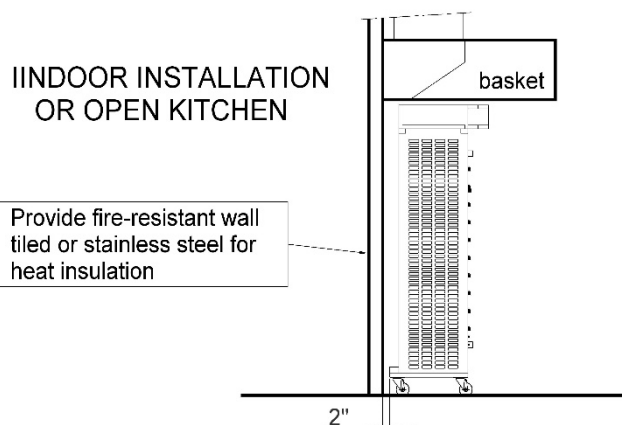 IINDOOR INSTALLATION
OR OPEN KITCHEN
basket
Provide fire-resistant wall
tiled or stainless steel for
heat insulation
2"